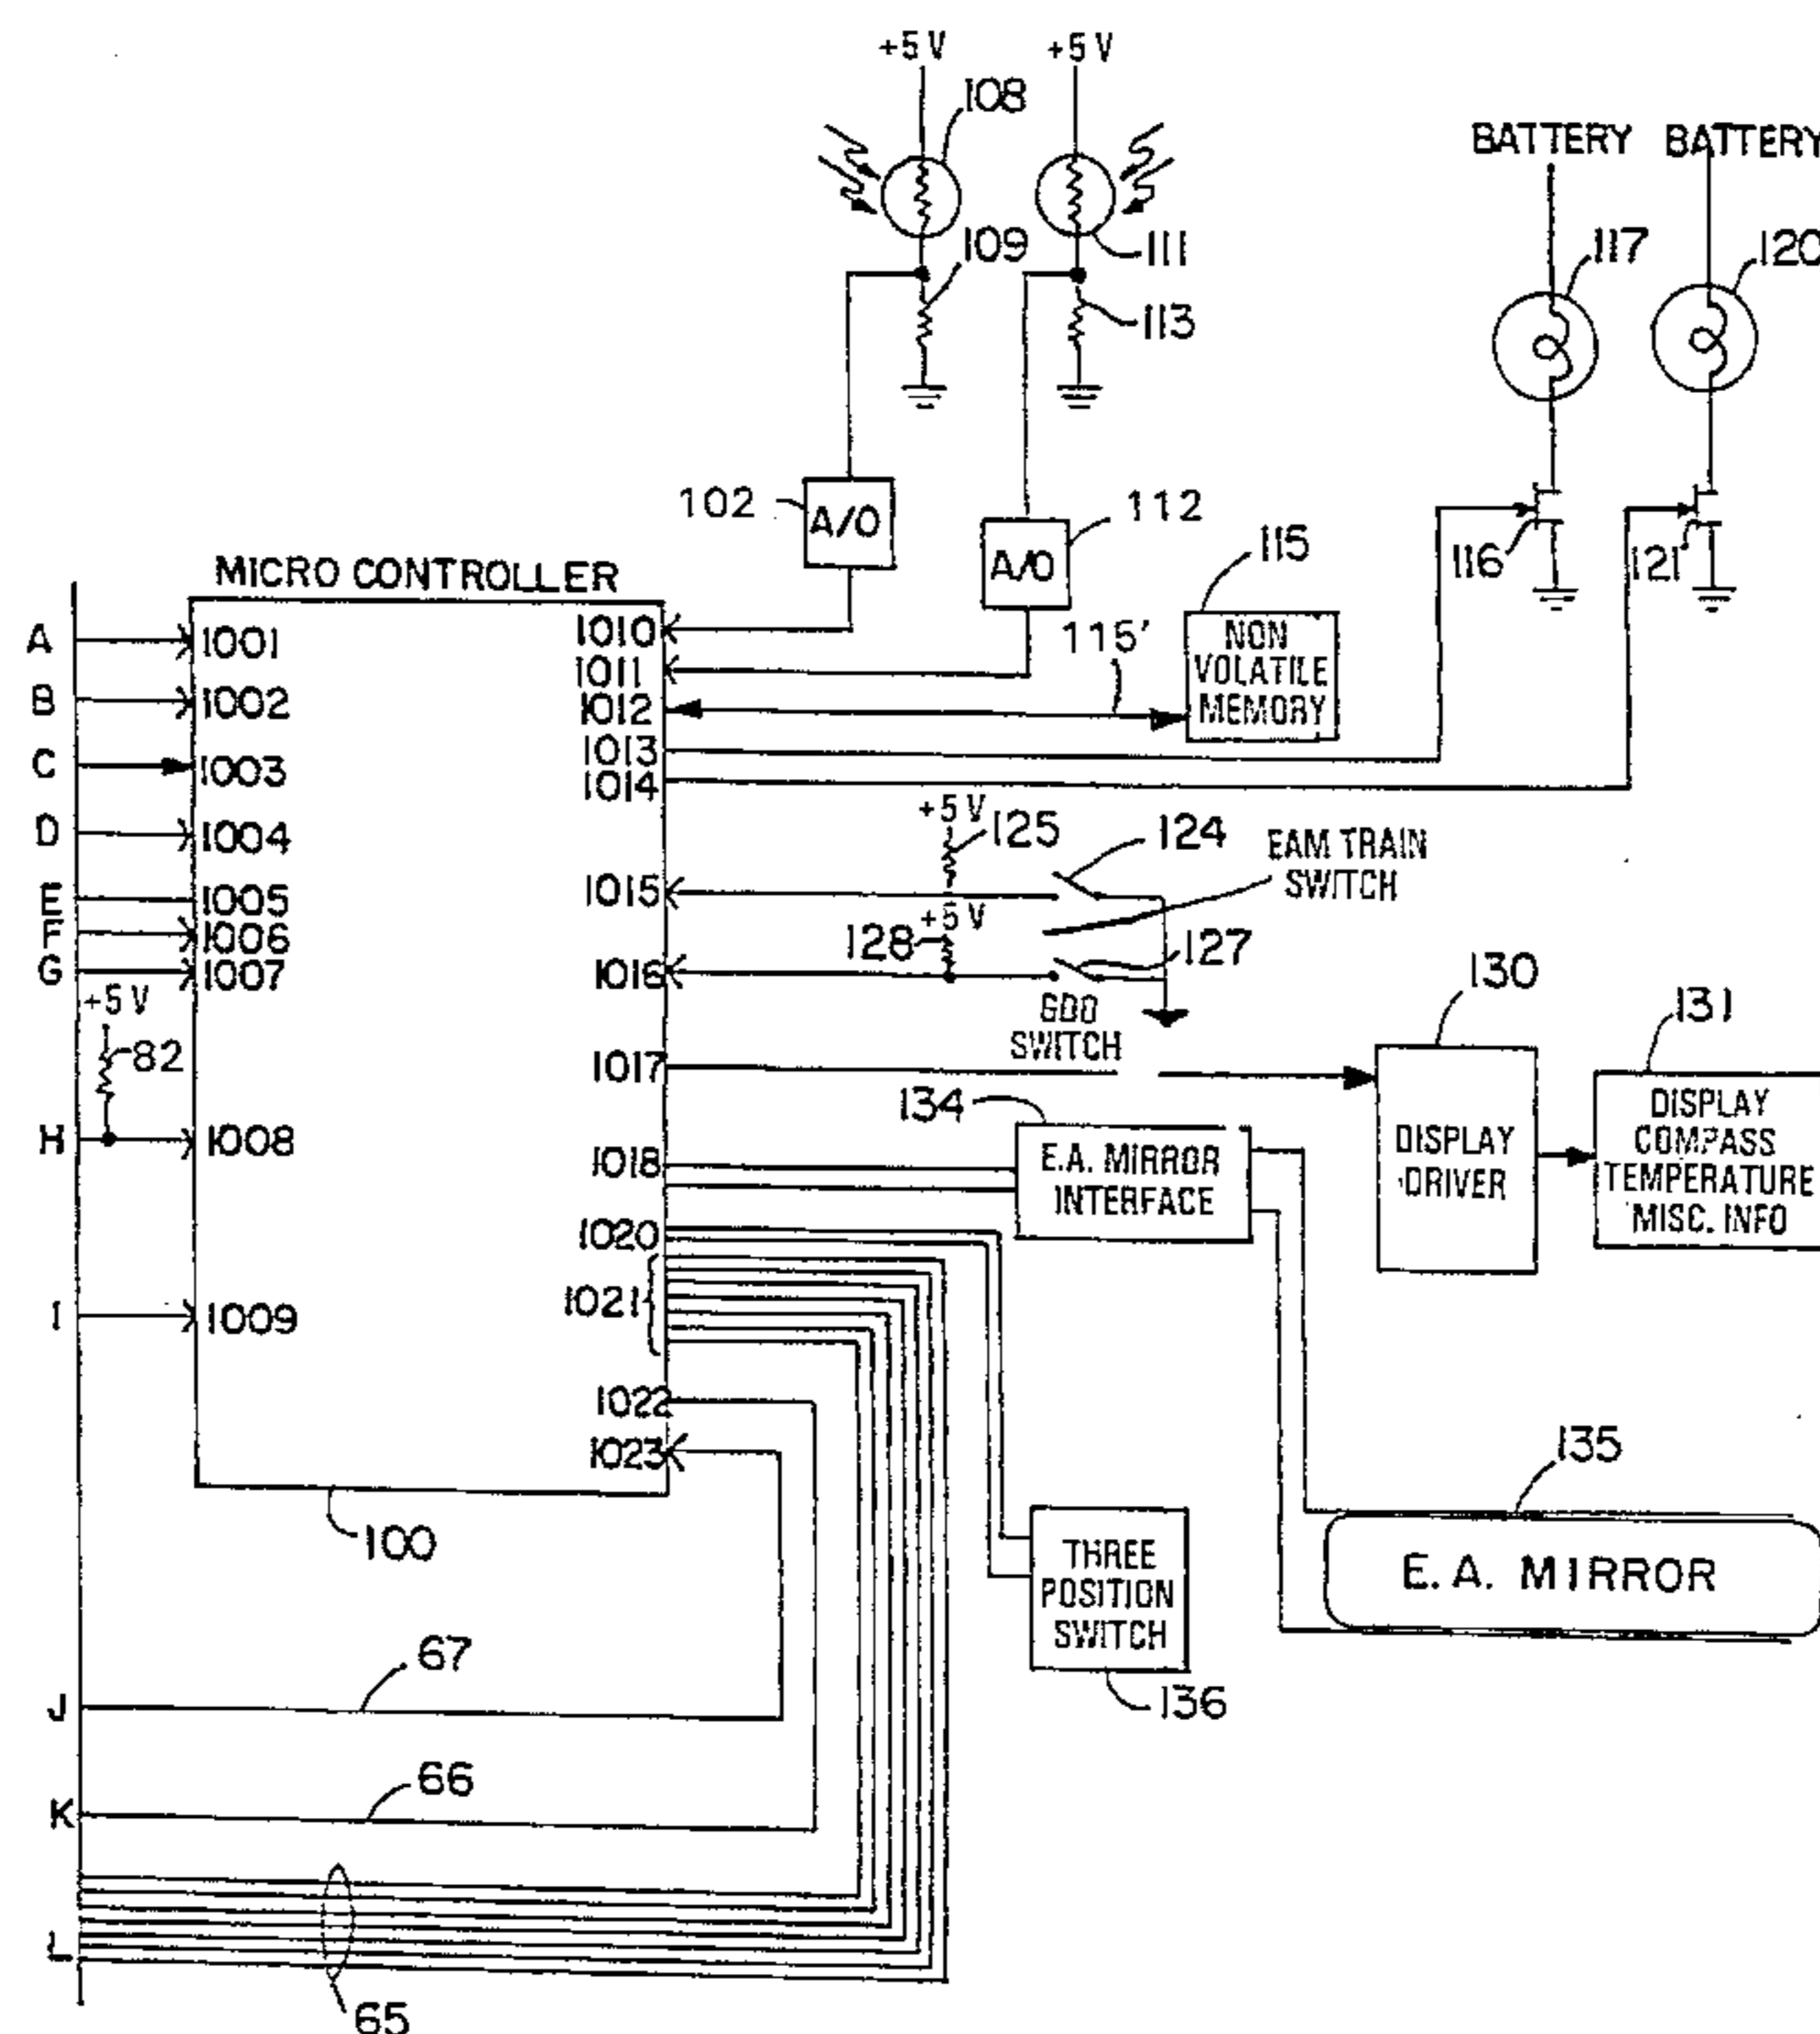 +5 V
+5 V
108
BATTERY
BATTERY
109
111
117
120
113
102
A/O
112
A/O
115
116
121
MICRO CONTROLLER
A
1001
1010
1011
115'
NON
VOLATILE
MEMORY
B
1002
1012
C
1003
1013
1014
D
1004
+5 V
125
124
EAM TRAIN
SWITCH
E
1005
1015
F
1006
+5 V
128
127
G
1007
1016
+5 V
82
GDO
SWITCH
130
131
1017
134
H
1008
1018
E.A. MIRROR
INTERFACE
DISPLAY
DRIVER
DISPLAY
COMPASS
TEMPERATURE
MISC. INFO
1020
I
1009
1021
1022
1023
135
100
THREE
POSITION
SWITCH
E. A. MIRROR
67
J
136
66
K
L
65